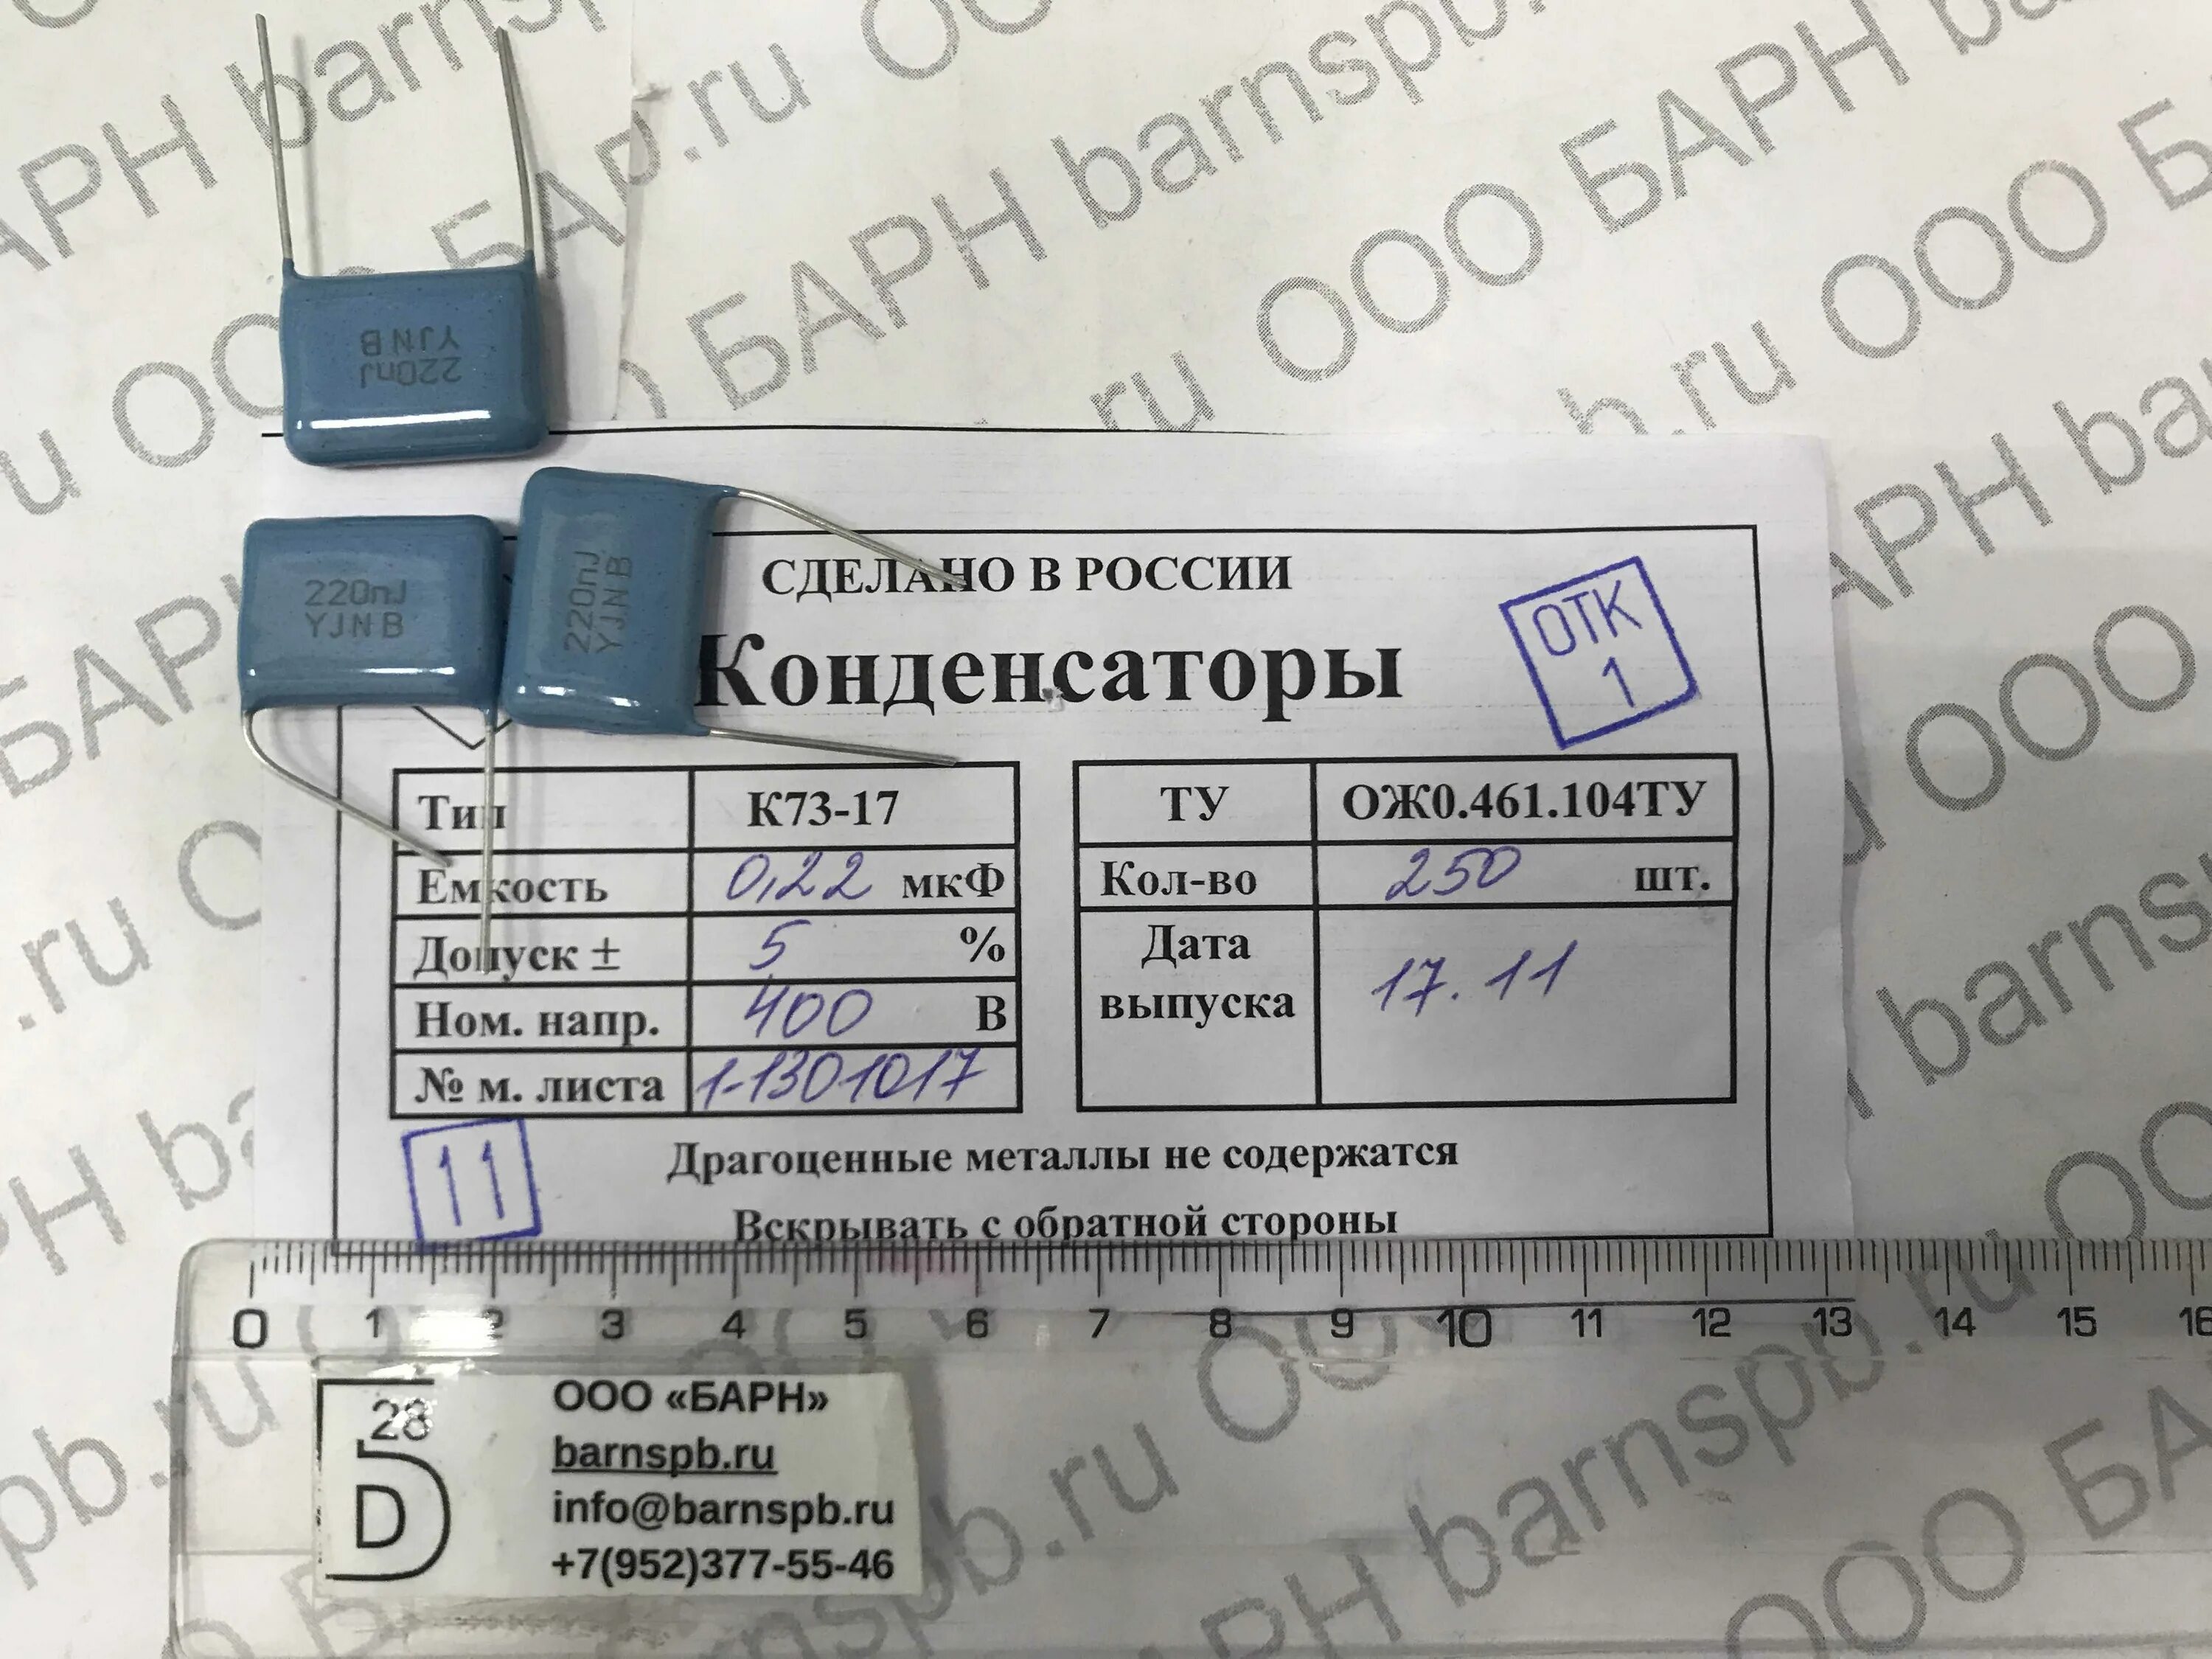 220nJ
YJNB
220nJ
YJNB
220nJ
YJNB
СДЕЛАНО В РОССИИ
Конденсаторы
ОТК
1
Тип К73-17
Емкость 0,22 мкФ
Допуск ± 5 %
Ном. напр. 400 В
№ м. листа 1-1301017
ТУ ОЖ0.461.104ТУ
Кол-во 250 шт.
Дата выпуска 17.11
11
Драгоценные металлы не содержатся
Вскрывать с обратной стороны
0 1 2 3 4 5 6 7 8 9 10 11 12 13 14 15 16
28
D
ООО «БАРН»
barnspb.ru
info@barnspb.ru
+7(952)377-55-46
ООО БАРН barnspb.ru